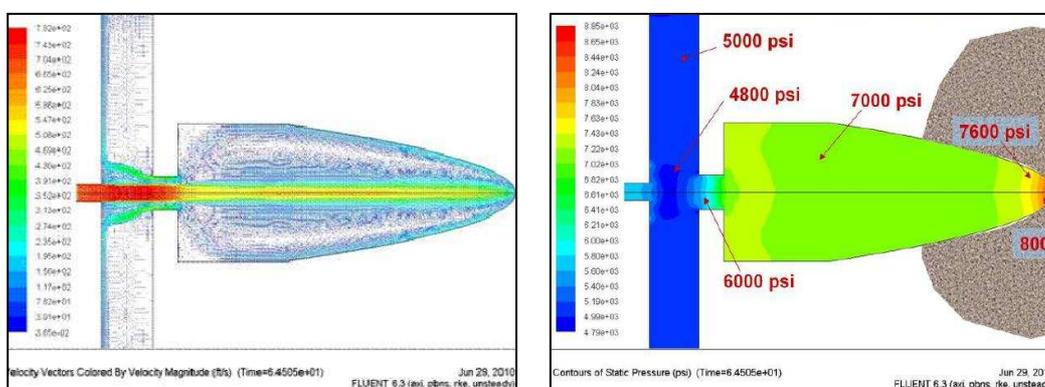 7.82e+02
7.43e+02
7.04e+02
6.65e+02
6.25e+02
5.86e+02
5.47e+02
5.08e+02
4.69e+02
4.30e+02
3.91e+02
3.52e+02
3.13e+02
2.74e+02
2.35e+02
1.95e+02
1.56e+02
1.17e+02
7.82e+01
3.91e+01
3.65e-02
Velocity Vectors Colored By Velocity Magnitude (ft/s) (Time=6.4505e+01)
Jun 29, 2010
FLUENT 6.3 (axi, pbns, rke, unsteady)
8.85e+03
8.65e+03
8.44e+03
8.24e+03
8.04e+03
7.83e+03
7.63e+03
7.43e+03
7.22e+03
7.02e+03
6.82e+03
6.61e+03
6.41e+03
6.21e+03
6.00e+03
5.80e+03
5.60e+03
5.39e+03
5.19e+03
4.99e+03
4.79e+03
5000 psi
4800 psi
7000 psi
7600 psi
800
6000 psi
Contours of Static Pressure (psi) (Time=6.4505e+01)
Jun 29, 20
FLUENT 6.3 (axi, pbns, rke, unstead